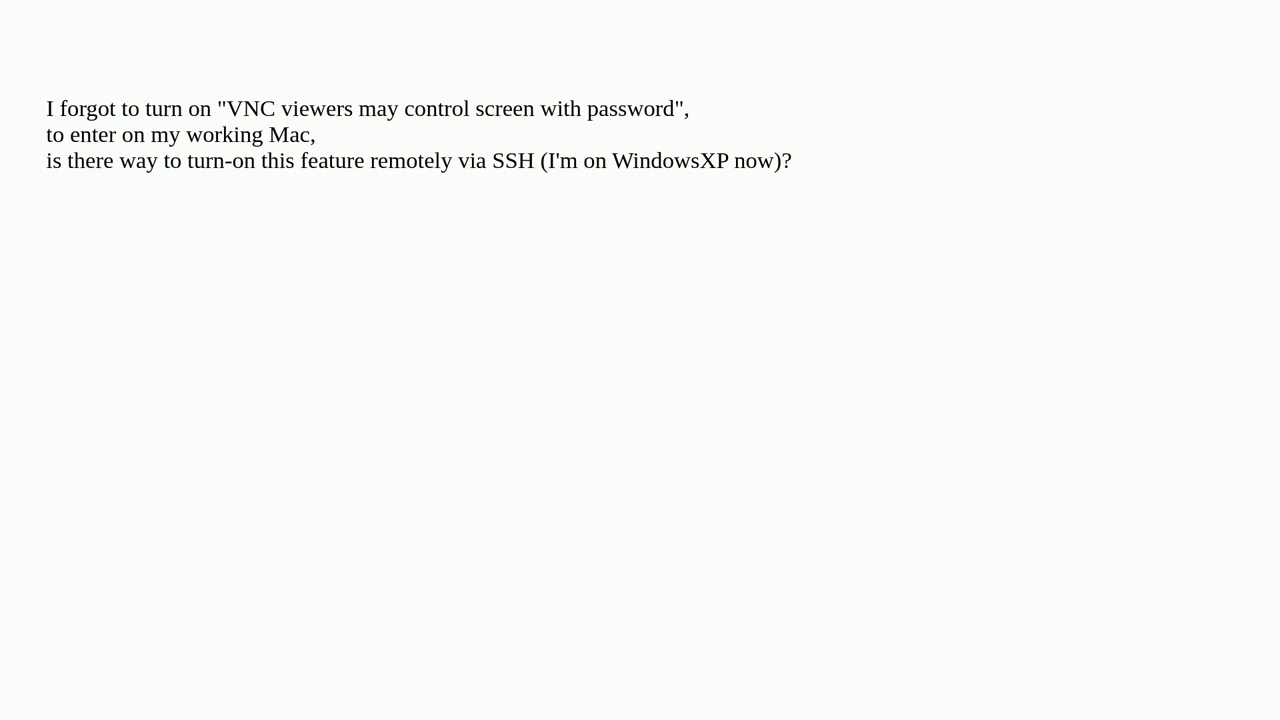 I forgot to turn on "VNC viewers may control screen with password",
to enter on my working Mac,
is there way to turn-on this feature remotely via SSH (I'm on WindowsXP now)?